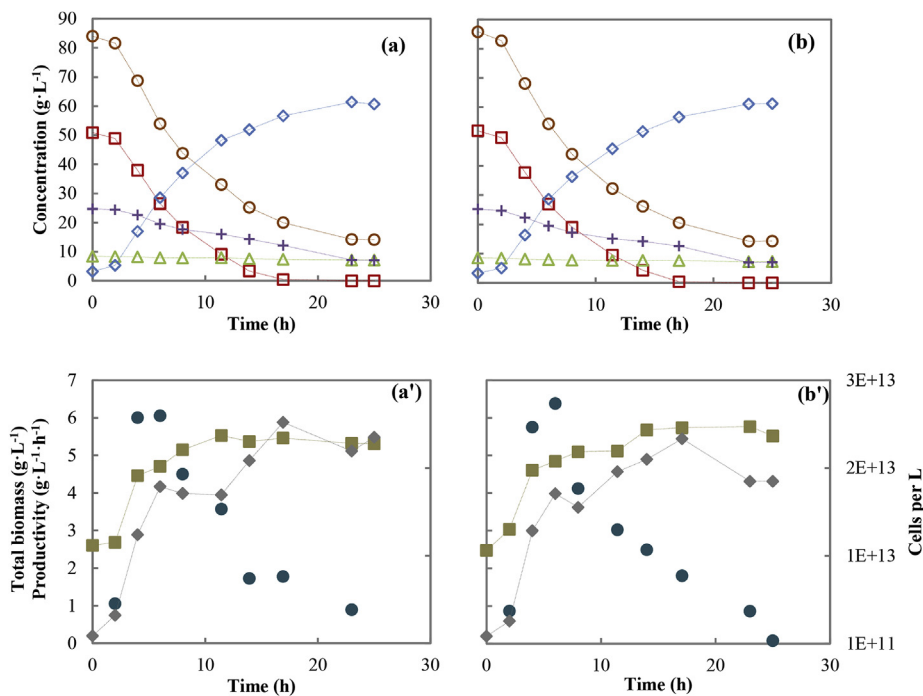 90
80
70
60
50
40
30
20
10
0
Concentration (g·L⁻¹)
(a)
0 10 20 30
Time (h)
(b)
0 10 20 30
Time (h)
7
6
5
4
3
2
1
0
Total biomass (g·L⁻¹)
Productivity (g·L⁻¹·h⁻¹)
(a')
0 10 20 30
Time (h)
(b')
0 10 20 30
Time (h)
3E+13
2E+13
1E+13
1E+11
Cells per L